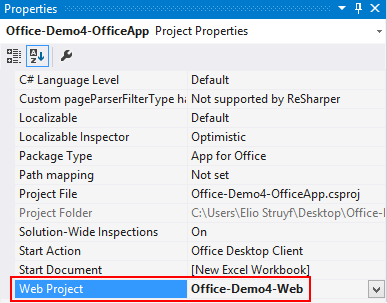 Properties
Office-Demo4-OfficeApp Project Properties
C# Language Level Default
Custom pageParserFilterType ha Not supported by ReSharper
Localizable Default
Localizable Inspector Optimistic
Package Type App for Office
Path mapping Not set
Project File Office-Demo4-OfficeApp.csproj
Project Folder C:\Users\Elio Struyf\Desktop\Office-
Solution-Wide Inspections On
Start Action Office Desktop Client
Start Document [New Excel Workbook]
Web Project Office-Demo4-Web